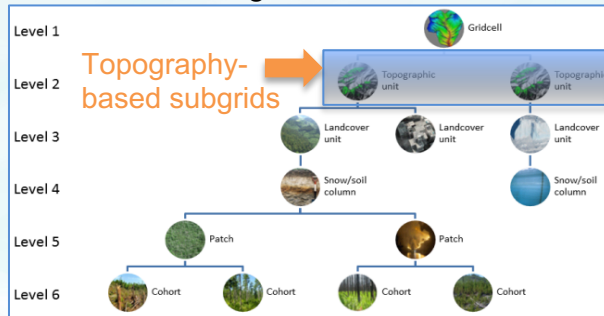 Level 1
Gridcell
Topography-
based subgrids
Level 2
Topographic
unit
Topographi
unit
Level 3
Landcover
unit
Landcover
unit
Landcover
unit
Level 4
Snow/soil
column
Snow/soil
column
Level 5
Patch
Patch
Level 6
Cohort
Cohort
Cohort
Cohort